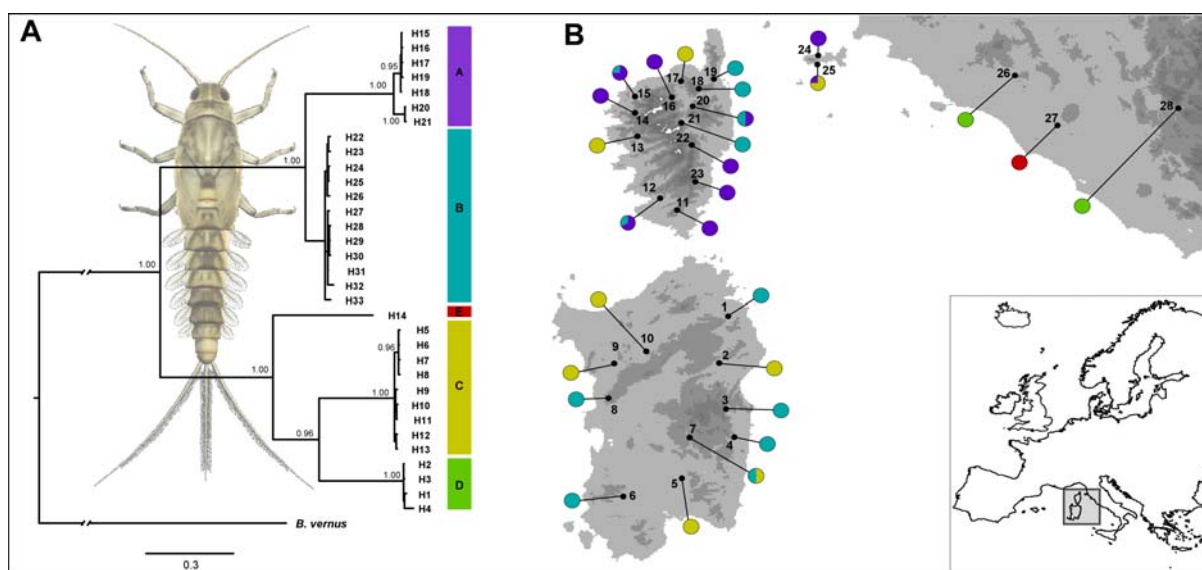 A
H15
H16
0.95
H17
A
H19
1.00
H18
H20
1.00
H21
H22
H23
1.00
H24
H25
H26
H27
B
H28
H29
1.00
H30
H31
H32
H33
H14
E
H5
0.96
H6
H7
1.00
H8
C
1.00
H9
H10
H11
0.96
H12
H13
H2
1.00
H3
D
H1
H4
B. vernus
0.3
B
24
25
26
27
28
17
18
19
15
16
20
14
21
13
22
23
12
11
1
10
9
2
8
3
7
4
5
6